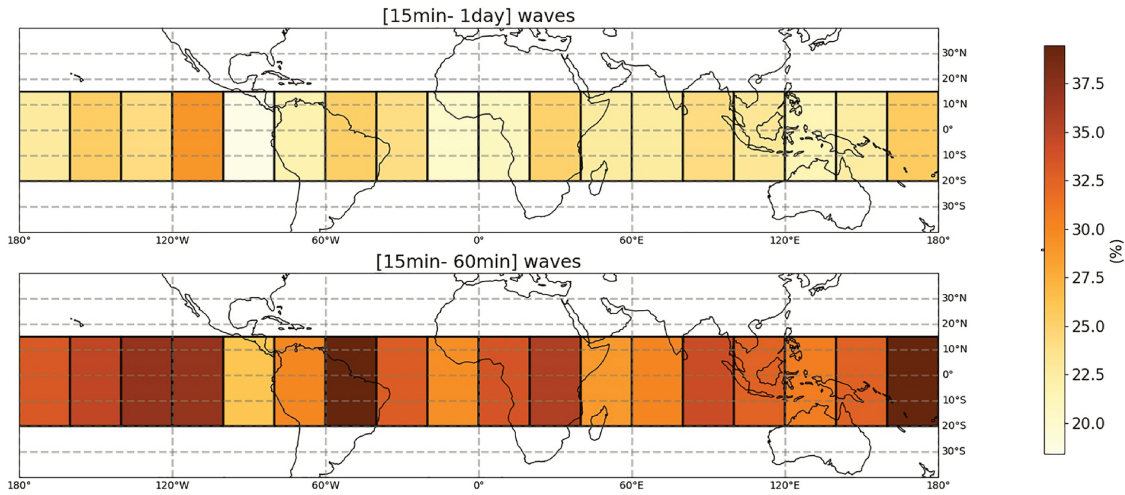 [15min- 1day] waves
30°N
20°N
10°N
0°
10°S
20°S
30°S
180° 120°W 60°W 0° 60°E 120°E 180°
[15min- 60min] waves
30°N
20°N
10°N
0°
10°S
20°S
30°S
180° 120°W 60°W 0° 60°E 120°E 180°
37.5
35.0
32.5
30.0
27.5
25.0
22.5
20.0
(%)